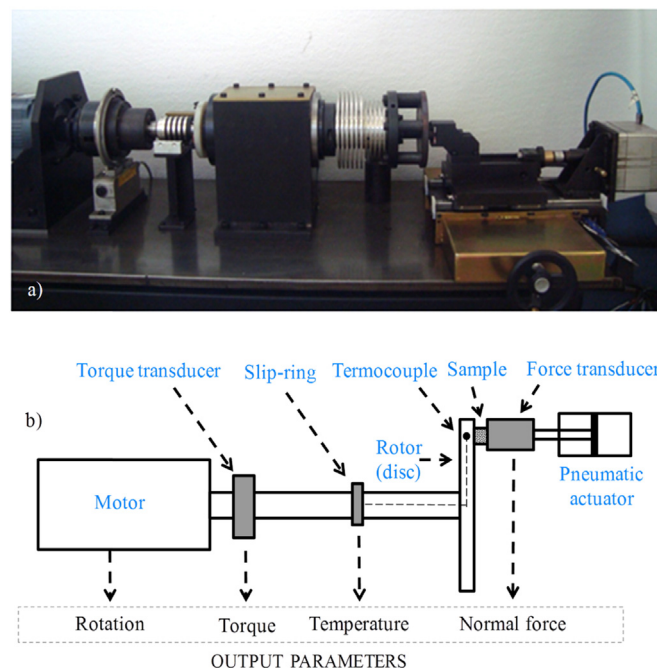 a)
Torque transducer
Slip-ring
Termocouple
Sample
Force transducer
b)
Rotor
(disc)
Motor
Pneumatic
actuator
Rotation
Torque
Temperature
Normal force
OUTPUT PARAMETERS